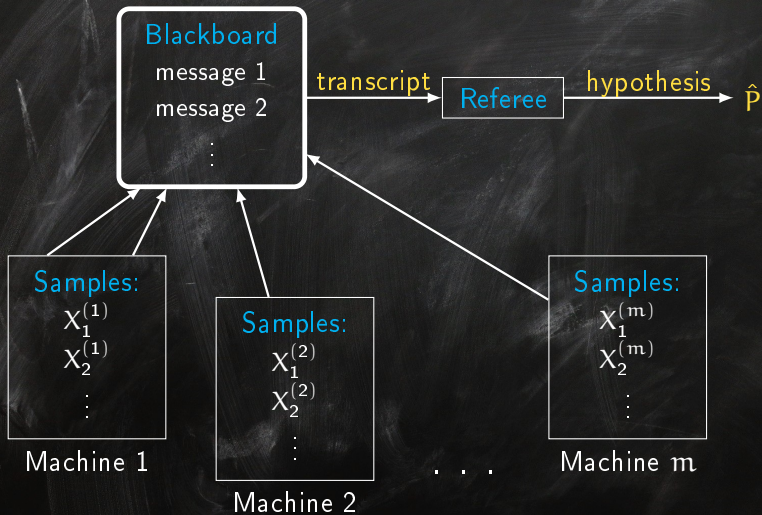 Blackboard
message 1
message 2
⋮
transcript
Referee
hypothesis
p̂
Samples:
X₁⁽¹⁾
X₂⁽¹⁾
⋮
Machine 1
Samples:
X₁⁽²⁾
X₂⁽²⁾
⋮
Machine 2
. . .
Samples:
X₁⁽ᵐ⁾
X₂⁽ᵐ⁾
⋮
Machine m